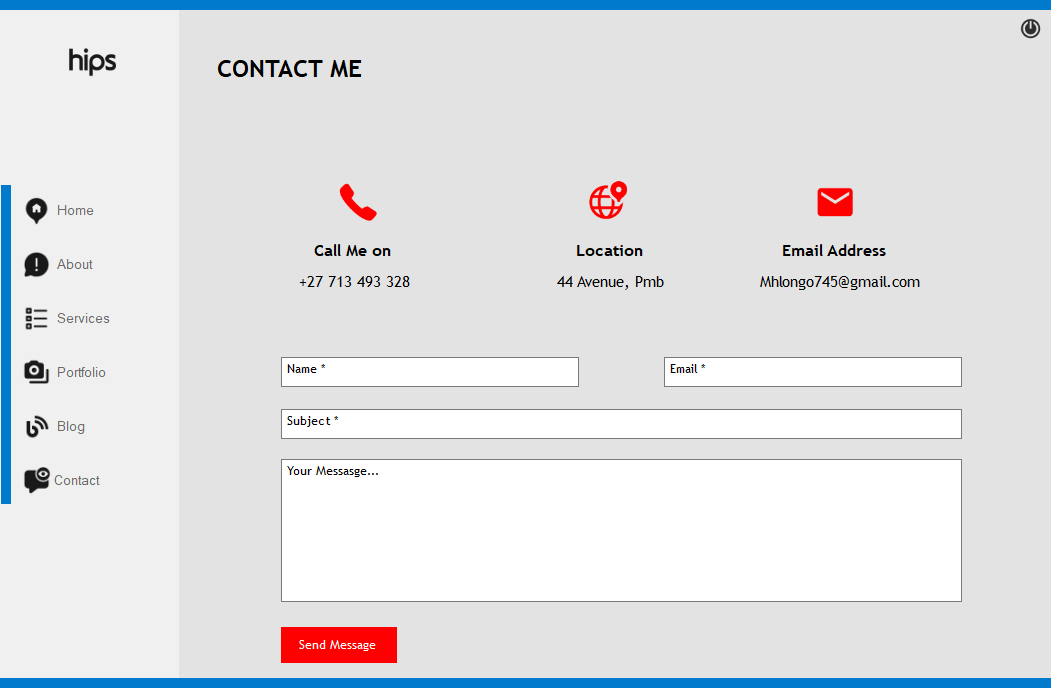 hips
CONTACT ME
Home
About
Services
Portfolio
Blog
Contact
Call Me on
+27 713 493 328
Location
44 Avenue, Pmb
Email Address
Mhlongo745@gmail.com
Name *
Email *
Subject *
Your Messasge...
Send Message